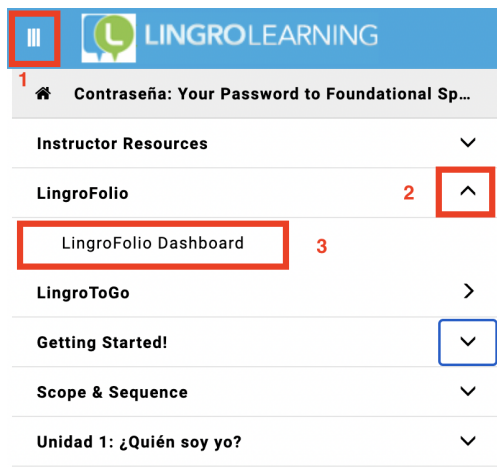 LINGROLEARNING
1
Contraseña: Your Password to Foundational Sp...
Instructor Resources
LingroFolio 2
LingroFolio Dashboard 3
LingroToGo
Getting Started!
Scope & Sequence
Unidad 1: ¿Quién soy yo?